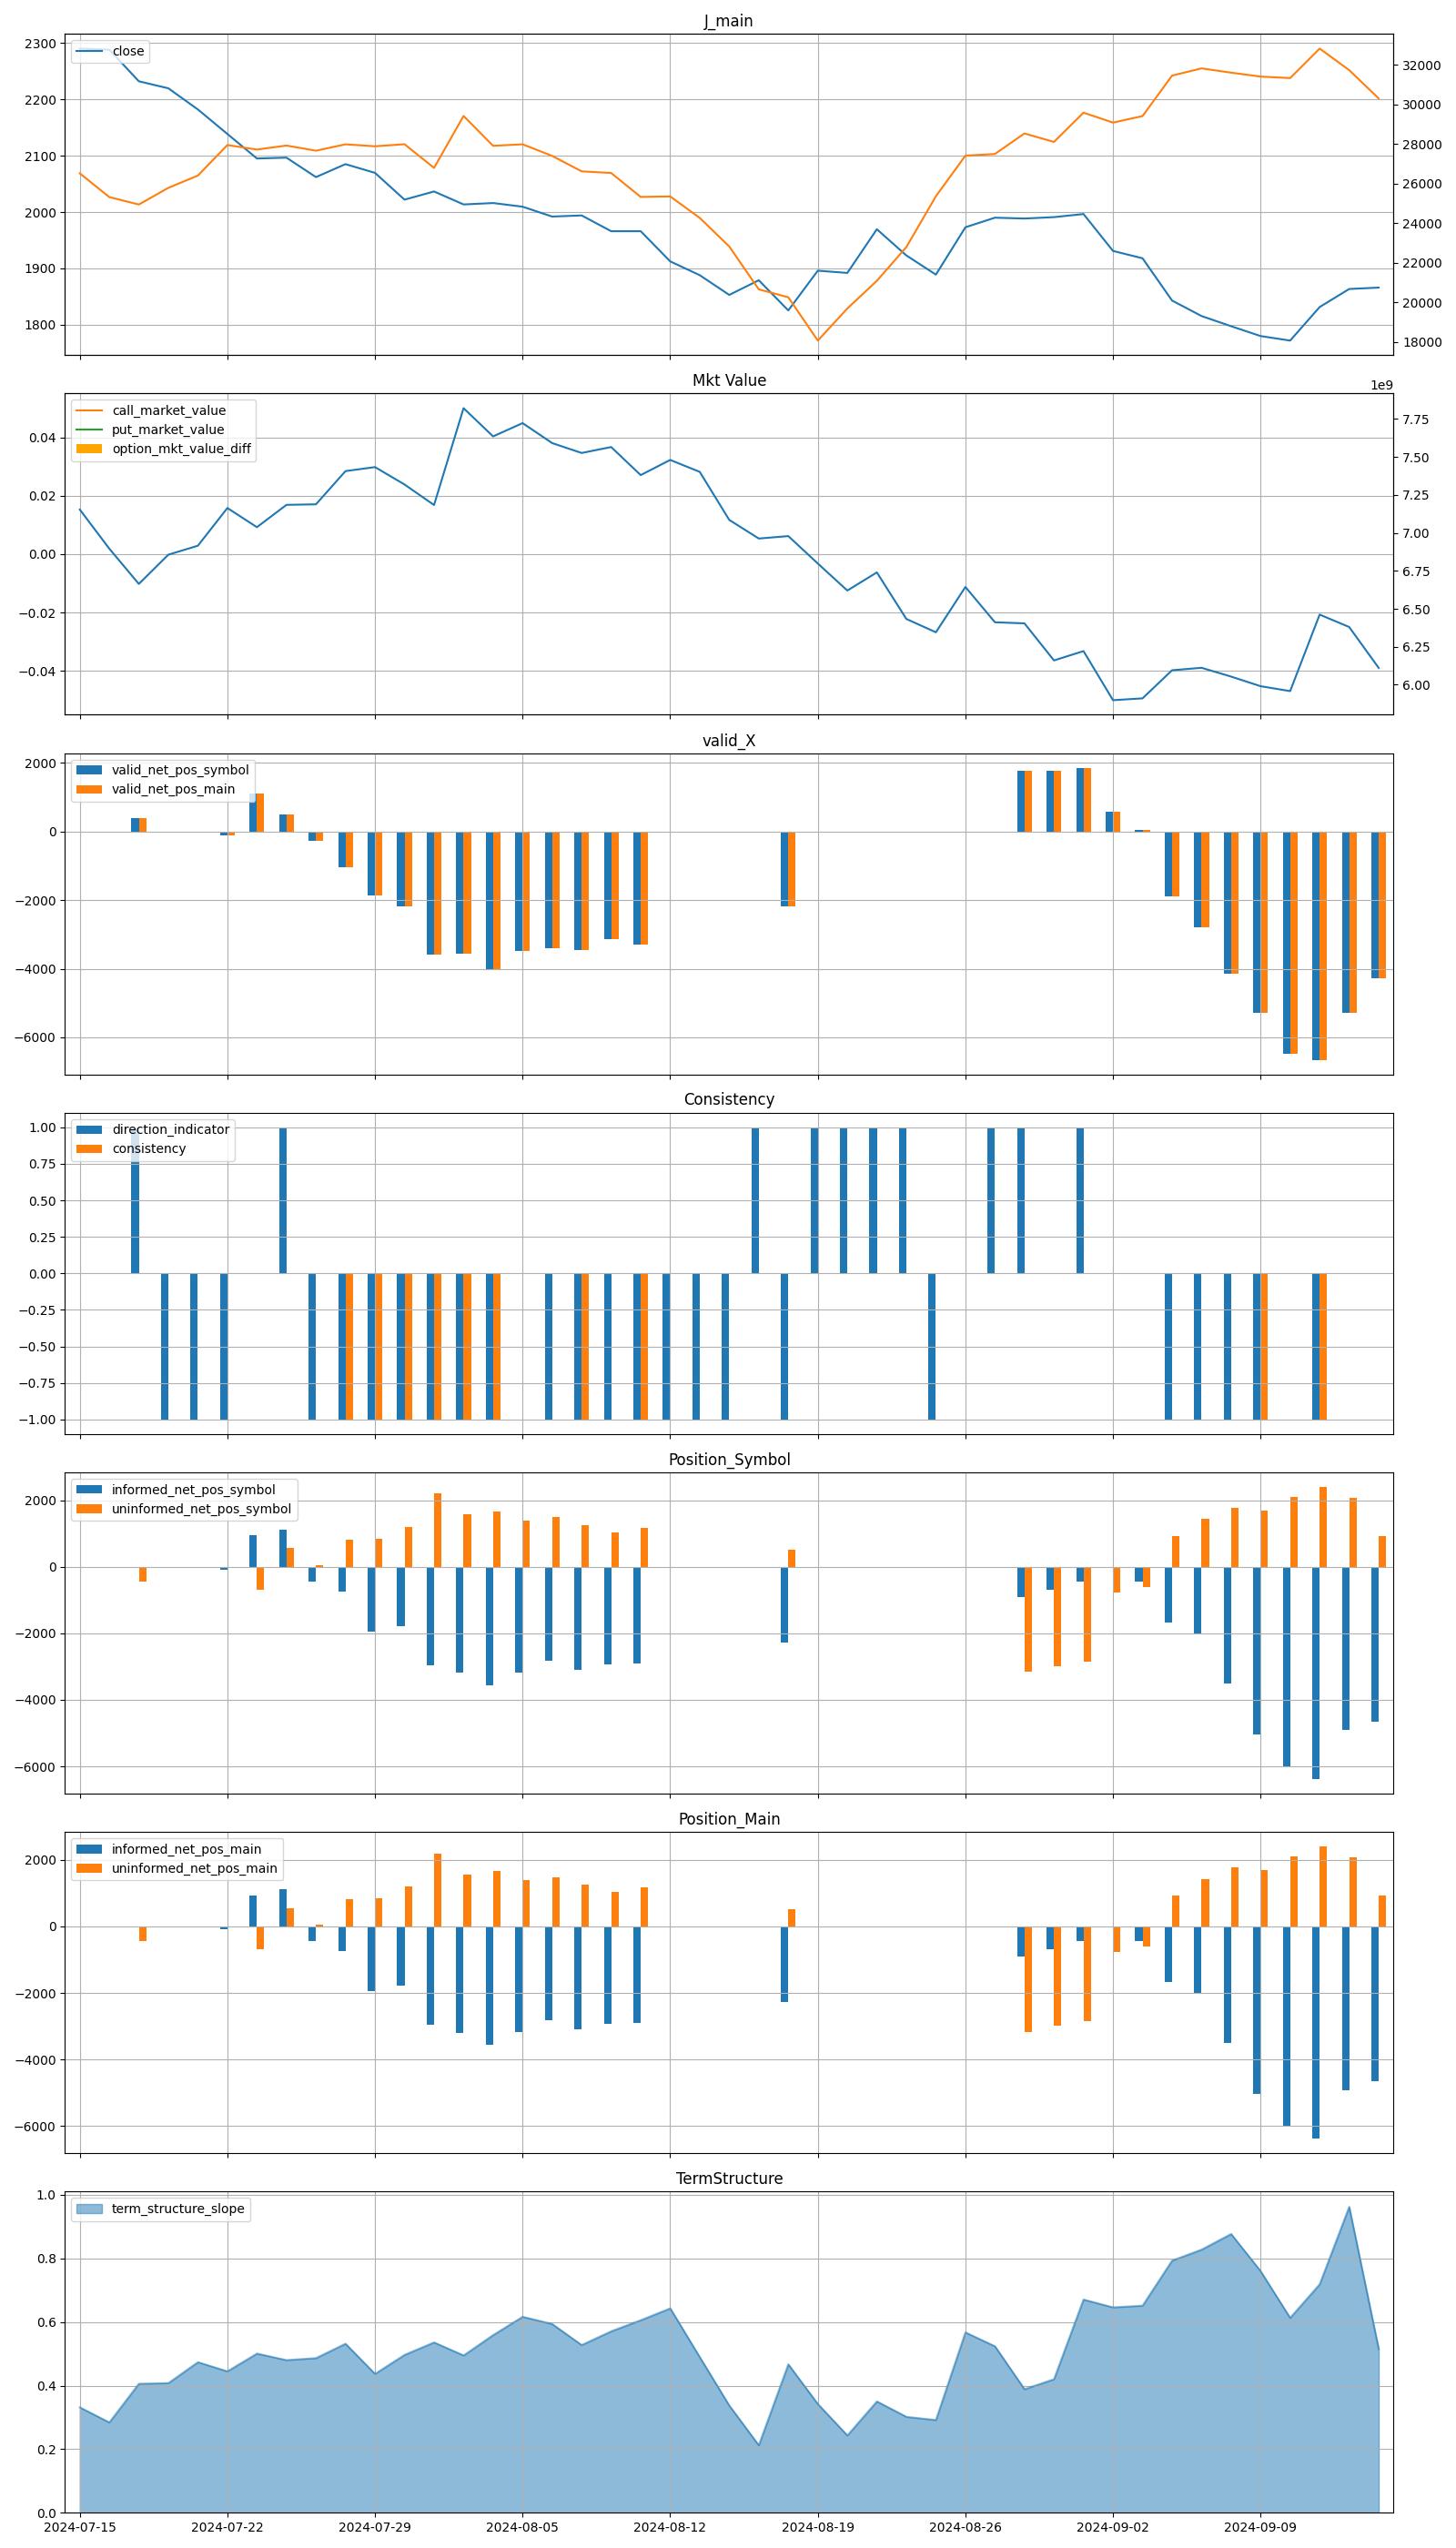 J_main
close
2300
2200
2100
2000
1900
1800
32000
30000
28000
26000
24000
22000
20000
18000
Mkt Value
1e9
call_market_value
put_market_value
option_mkt_value_diff
0.04
0.02
0.00
−0.02
−0.04
7.75
7.50
7.25
7.00
6.75
6.50
6.25
6.00
valid_X
valid_net_pos_symbol
valid_net_pos_main
2000
0
−2000
−4000
−6000
Consistency
direction_indicator
consistency
1.00
0.75
0.50
0.25
0.00
−0.25
−0.50
−0.75
−1.00
Position_Symbol
informed_net_pos_symbol
uninformed_net_pos_symbol
2000
0
−2000
−4000
−6000
Position_Main
informed_net_pos_main
uninformed_net_pos_main
2000
0
−2000
−4000
−6000
TermStructure
term_structure_slope
1.0
0.8
0.6
0.4
0.2
0.0
2024-07-15 2024-07-22 2024-07-29 2024-08-05 2024-08-12 2024-08-19 2024-08-26 2024-09-02 2024-09-09